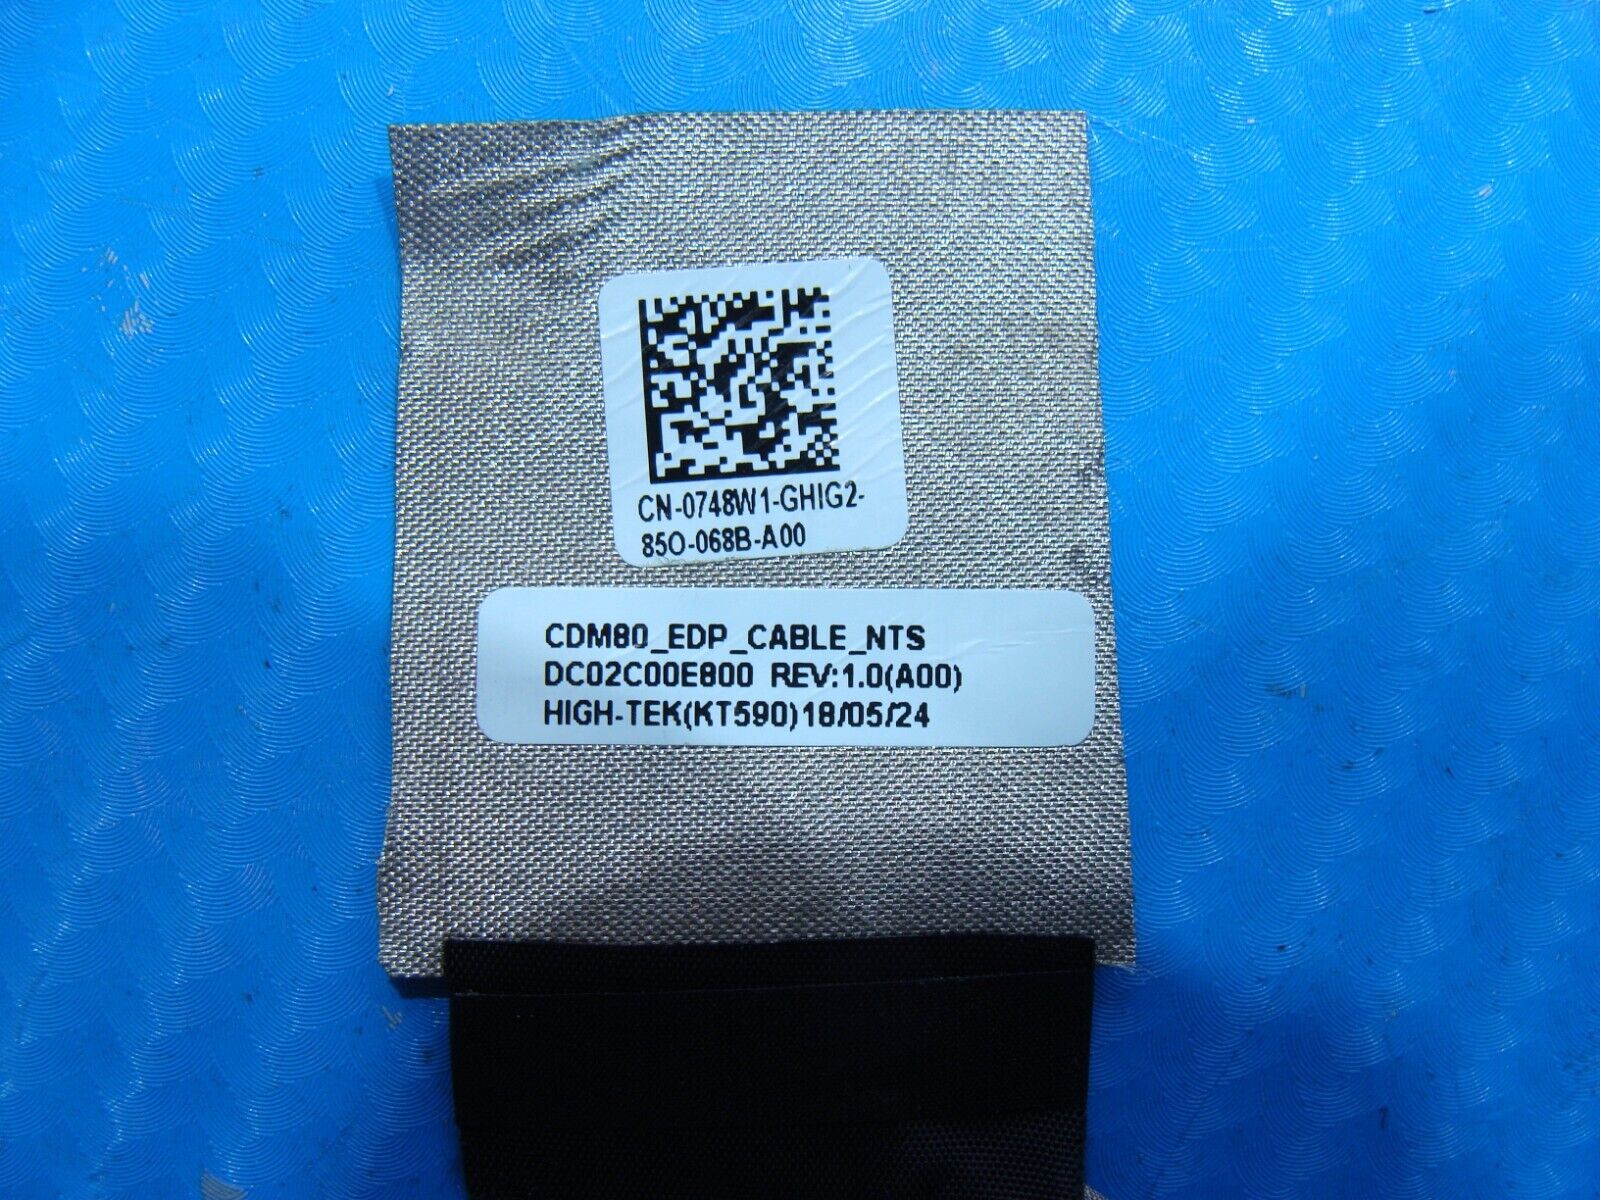 CN-0748W1-GHIG2-
85O-068B-A00
CDM80_EDP_CABLE_NTS
DC02C00E800 REV:1.0(A00)
HIGH-TEK(KT590)18/05/24